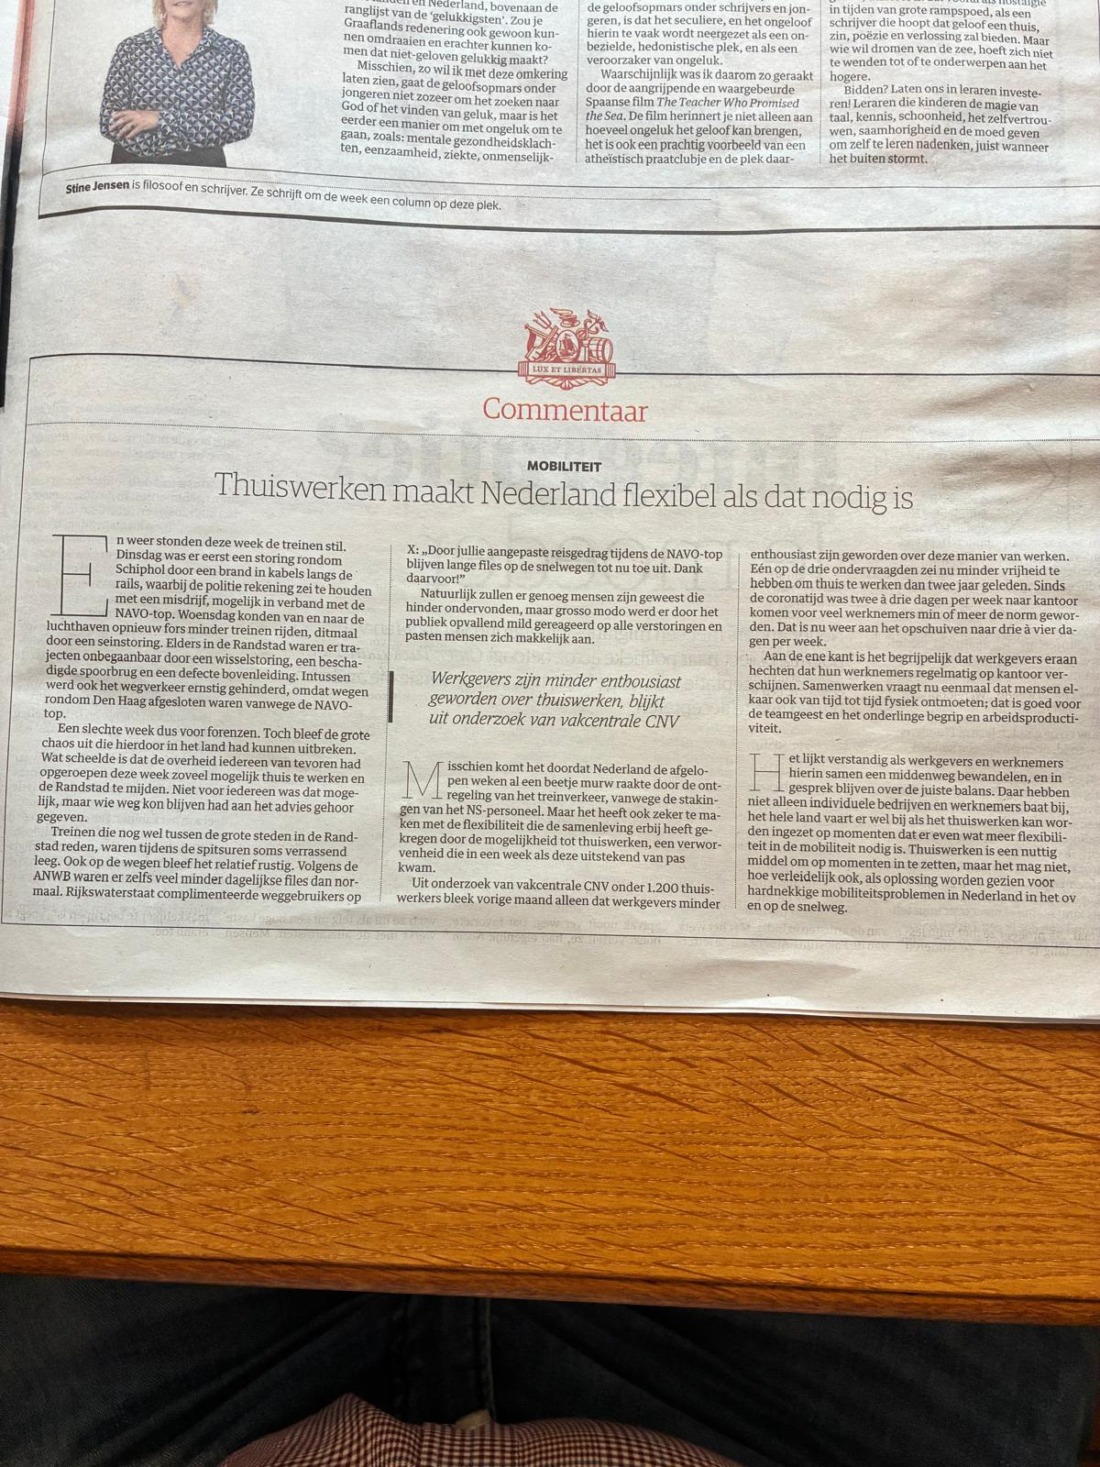 en Nederland, bovenaan de
ranglijst van de ‘gelukkigsten’. Zou je
Graaflands redenering ook gewoon kun-
nen omdraaien en erachter kunnen ko-
men dat niet-geloven gelukkig maakt?
Misschien, zo wil ik met deze omkering
laten zien, gaat de geloofsopmars onder
jongeren niet zozeer om het zoeken naar
God of het vinden van geluk, maar is het
eerder een manier om met ongeluk om te
gaan, zoals: mentale gezondheidsklach-
ten, eenzaamheid, ziekte, onmenselijk-
de geloofsopmars onder schrijvers en jon-
geren, is dat het seculiere, en het ongeloof
hierin te vaak wordt neergezet als een on-
bezielde, hedonistische plek, en als een
veroorzaker van ongeluk.
Waarschijnlijk was ik daarom zo geraakt
door de aangrijpende en waargebeurde
Spaanse film The Teacher Who Promised
the Sea. De film herinnert je niet alleen aan
hoeveel ongeluk het geloof kan brengen,
het is ook een prachtig voorbeeld van een
atheïstisch praatclubje en de plek daar-
in tijden van grote rampspoed, als een
schrijver die hoopt dat geloof een thuis,
zin, poëzie en verlossing zal bieden. Maar
wie wil dromen van de zee, hoeft zich niet
te wenden tot of te onderwerpen aan het
hogere.
Bidden? Laten ons in leraren investe-
ren! Leraren die kinderen de magie van
taal, kennis, schoonheid, het zelfvertrou-
wen, saamhorigheid en de moed geven
om zelf te leren nadenken, juist wanneer
het buiten stormt.
Stine Jensen is filosoof en schrijver. Ze schrijft om de week een column op deze plek.
LUX ET LIBERTAS
Commentaar
MOBILITEIT
Thuiswerken maakt Nederland flexibel als dat nodig is
En weer stonden deze week de treinen stil.
Dinsdag was er eerst een storing rondom
Schiphol door een brand in kabels langs de
rails, waarbij de politie rekening zei te houden
met een misdrijf, mogelijk in verband met de
NAVO-top. Woensdag konden van en naar de
luchthaven opnieuw fors minder treinen rijden, ditmaal
door een seinstoring. Elders in de Randstad waren er tra-
jecten onbegaanbaar door een wisselstoring, een bescha-
digde spoorbrug en een defecte bovenleiding. Intussen
werd ook het wegverkeer ernstig gehinderd, omdat wegen
rondom Den Haag afgesloten waren vanwege de NAVO-
top.
Een slechte week dus voor forenzen. Toch bleef de grote
chaos uit die hierdoor in het land had kunnen uitbreken.
Wat scheelde is dat de overheid iedereen van tevoren had
opgeroepen deze week zoveel mogelijk thuis te werken en
de Randstad te mijden. Niet voor iedereen was dat moge-
lijk, maar wie weg kon blijven had aan het advies gehoor
gegeven.
Treinen die nog wel tussen de grote steden in de Rand-
stad reden, waren tijdens de spitsuren soms verrassend
leeg. Ook op de wegen bleef het relatief rustig. Volgens de
ANWB waren er zelfs veel minder dagelijkse files dan nor-
maal. Rijkswaterstaat complimenteerde weggebruikers op
X: „Door jullie aangepaste reisgedrag tijdens de NAVO-top
blijven lange files op de snelwegen tot nu toe uit. Dank
daarvoor!”
Natuurlijk zullen er genoeg mensen zijn geweest die
hinder ondervonden, maar grosso modo werd er door het
publiek opvallend mild gereageerd op alle verstoringen en
pasten mensen zich makkelijk aan.
Werkgevers zijn minder enthousiast
geworden over thuiswerken, blijkt
uit onderzoek van vakcentrale CNV
Misschien komt het doordat Nederland de afgelo-
pen weken al een beetje murw raakte door de ont-
regeling van het treinverkeer, vanwege de stakin-
gen van het NS-personeel. Maar het heeft ook zeker te ma-
ken met de flexibiliteit die de samenleving erbij heeft ge-
kregen door de mogelijkheid tot thuiswerken, een verwor-
venheid die in een week als deze uitstekend van pas
kwam.
Uit onderzoek van vakcentrale CNV onder 1.200 thuis-
werkers bleek vorige maand alleen dat werkgevers minder
enthousiast zijn geworden over deze manier van werken.
Eén op de drie ondervraagden zei nu minder vrijheid te
hebben om thuis te werken dan twee jaar geleden. Sinds
de coronatijd was twee à drie dagen per week naar kantoor
komen voor veel werknemers min of meer de norm gewor-
den. Dat is nu weer aan het opschuiven naar drie à vier da-
gen per week.
Aan de ene kant is het begrijpelijk dat werkgevers eraan
hechten dat hun werknemers regelmatig op kantoor ver-
schijnen. Samenwerken vraagt nu eenmaal dat mensen el-
kaar ook van tijd tot tijd fysiek ontmoeten; dat is goed voor
de teamgeest en het onderlinge begrip en arbeidsproducti-
viteit.
Het lijkt verstandig als werkgevers en werknemers
hierin samen een middenweg bewandelen, en in
gesprek blijven over de juiste balans. Daar hebben
niet alleen individuele bedrijven en werknemers baat bij,
het hele land vaart er wel bij als het thuiswerken kan wor-
den ingezet op momenten dat er even wat meer flexibili-
teit in de mobiliteit nodig is. Thuiswerken is een nuttig
middel om op momenten in te zetten, maar het mag niet,
hoe verleidelijk ook, als oplossing worden gezien voor
hardnekkige mobiliteitsproblemen in Nederland in het ov
en op de snelweg.